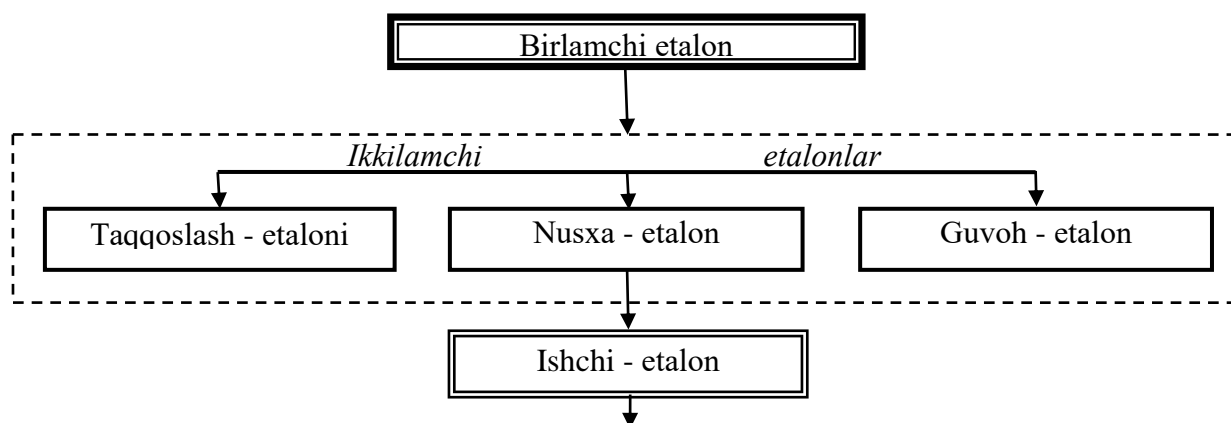 Birlamchi etalon
Ikkilamchi etalonlar
Taqqoslash - etaloni
Nusxa - etalon
Guvoh - etalon
Ishchi - etalon